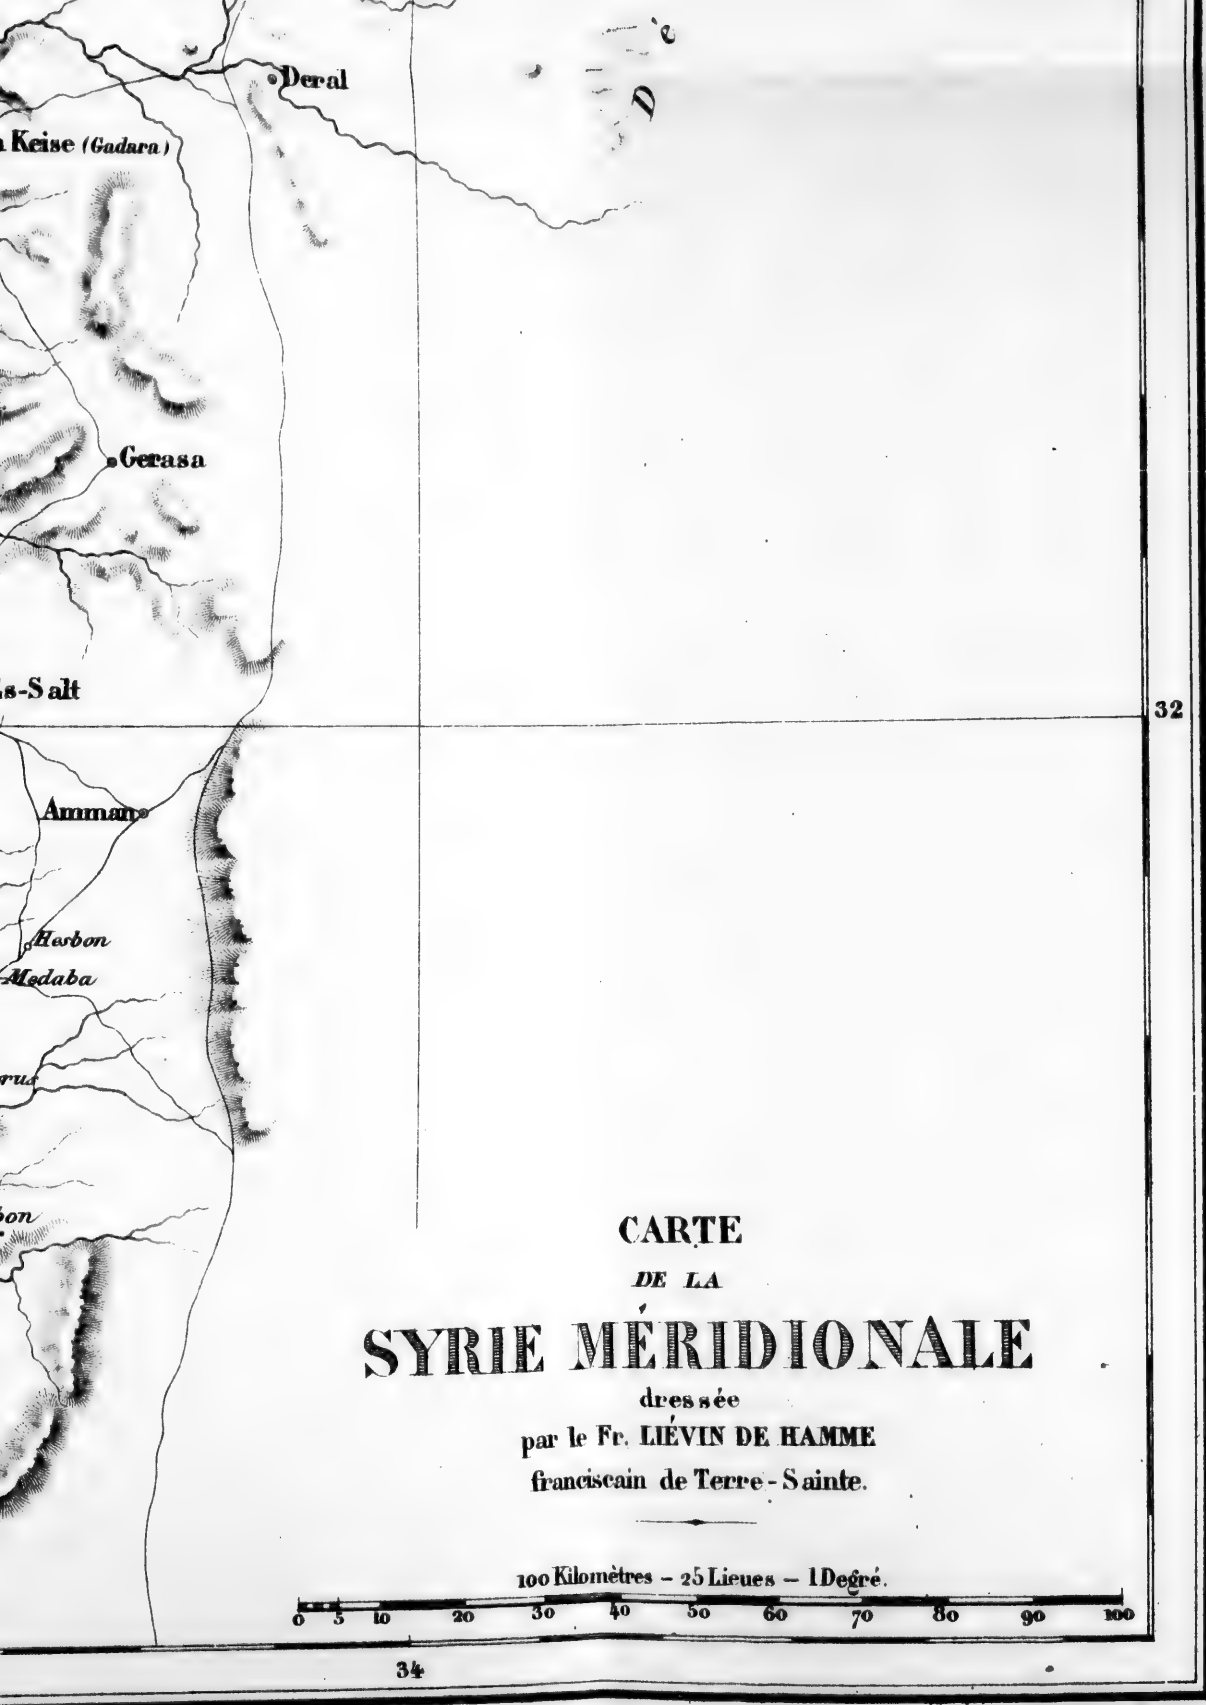 D è
Deral
Keise (Gadara)
Gerasa
s-Salt
32
Amman
Hesbon
Medaba
rus
bon
CARTE
DE LA
SYRIE MÉRIDIONALE
dressée
par le Fr. LIÉVIN DE HAMME
franciscain de Terre-Sainte.
100 Kilomètres – 25 Lieues – 1 Degré.
0 5 10 20 30 40 50 60 70 80 90 100
34